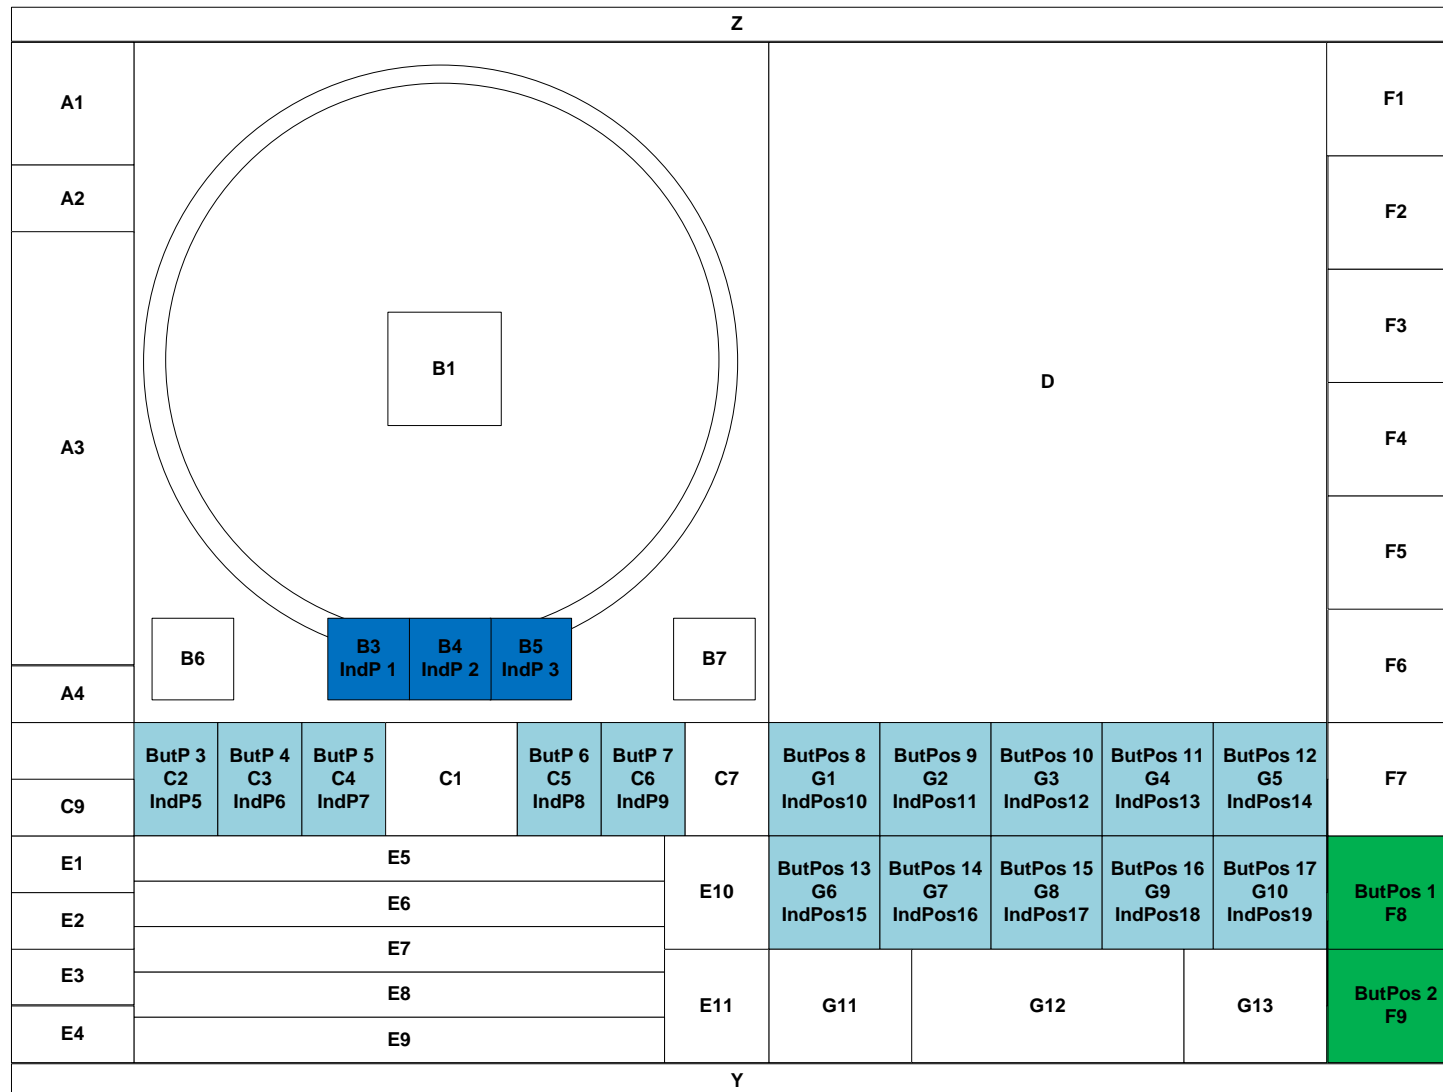 Z
A1
F1
A2
F2
F3
B1
D
A3
F4
F5
B6
B3
IndP 1
B4
IndP 2
B5
IndP 3
B7
F6
A4
ButP 3
C2
IndP5
ButP 4
C3
IndP6
ButP 5
C4
IndP7
C1
ButP 6
C5
IndP8
ButP 7
C6
IndP9
C7
ButPos 8
G1
IndPos10
ButPos 9
G2
IndPos11
ButPos 10
G3
IndPos12
ButPos 11
G4
IndPos13
ButPos 12
G5
IndPos14
F7
C9
E1
E5
E6
E2
E7
E10
ButPos 13
G6
IndPos15
ButPos 14
G7
IndPos16
ButPos 15
G8
IndPos17
ButPos 16
G9
IndPos18
ButPos 17
G10
IndPos19
ButPos 1
F8
E3
E8
E4
E9
E11
G11
G12
G13
ButPos 2
F9
Y